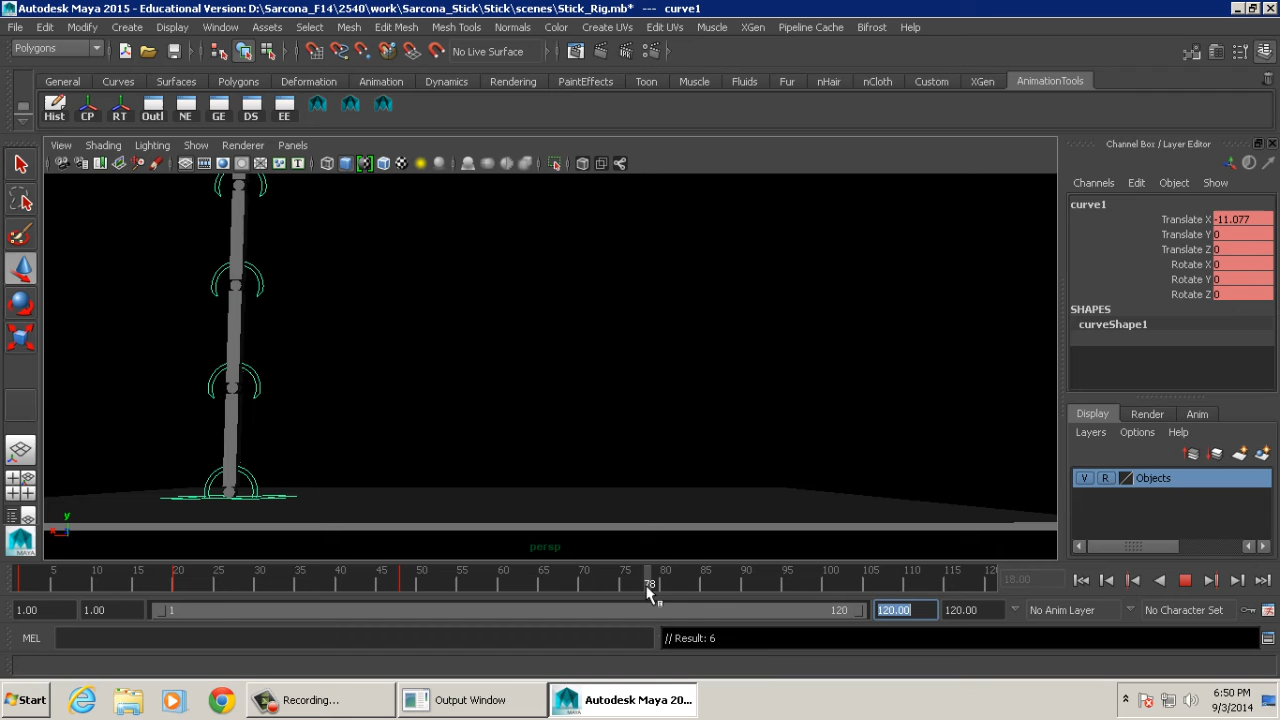 Autodesk Maya 2015 - Educational Version: D:\Sarcona_F14\2540\work\Sarcona_Stick\Stick\scenes\Stick_Rig.mb* --- curve1
File Edit Modify Create Display Window Assets Select Mesh Edit Mesh Mesh Tools Normals Color Create UVs Edit UVs Muscle XGen Pipeline Cache Bifrost Help
Polygons No Live Surface
General Curves Surfaces Polygons Deformation Animation Dynamics Rendering PaintEffects Toon Muscle Fluids Fur nHair nCloth Custom XGen AnimationTools
Hist CP RT Outl NE GE DS EE
View Shading Lighting Show Renderer Panels
Channel Box / Layer Editor
Channels Edit Object Show
curve1
Translate X -11.077
Translate Y 0
Translate Z 0
Rotate X 0
Rotate Y 0
Rotate Z 0
SHAPES
curveShape1
Display Render Anim
Layers Options Help
V R Objects
y
x
persp
5 10 15 20 25 30 35 40 45 50 55 60 65 70 75 80 85 90 95 100 105 110 115 120
78
18.00
1.00 1.00 1 120 120.00 120.00 No Anim Layer No Character Set
MEL // Result: 6
MAYA
Start Recording... Output Window Autodesk Maya 20...
6:50 PM
9/3/2014